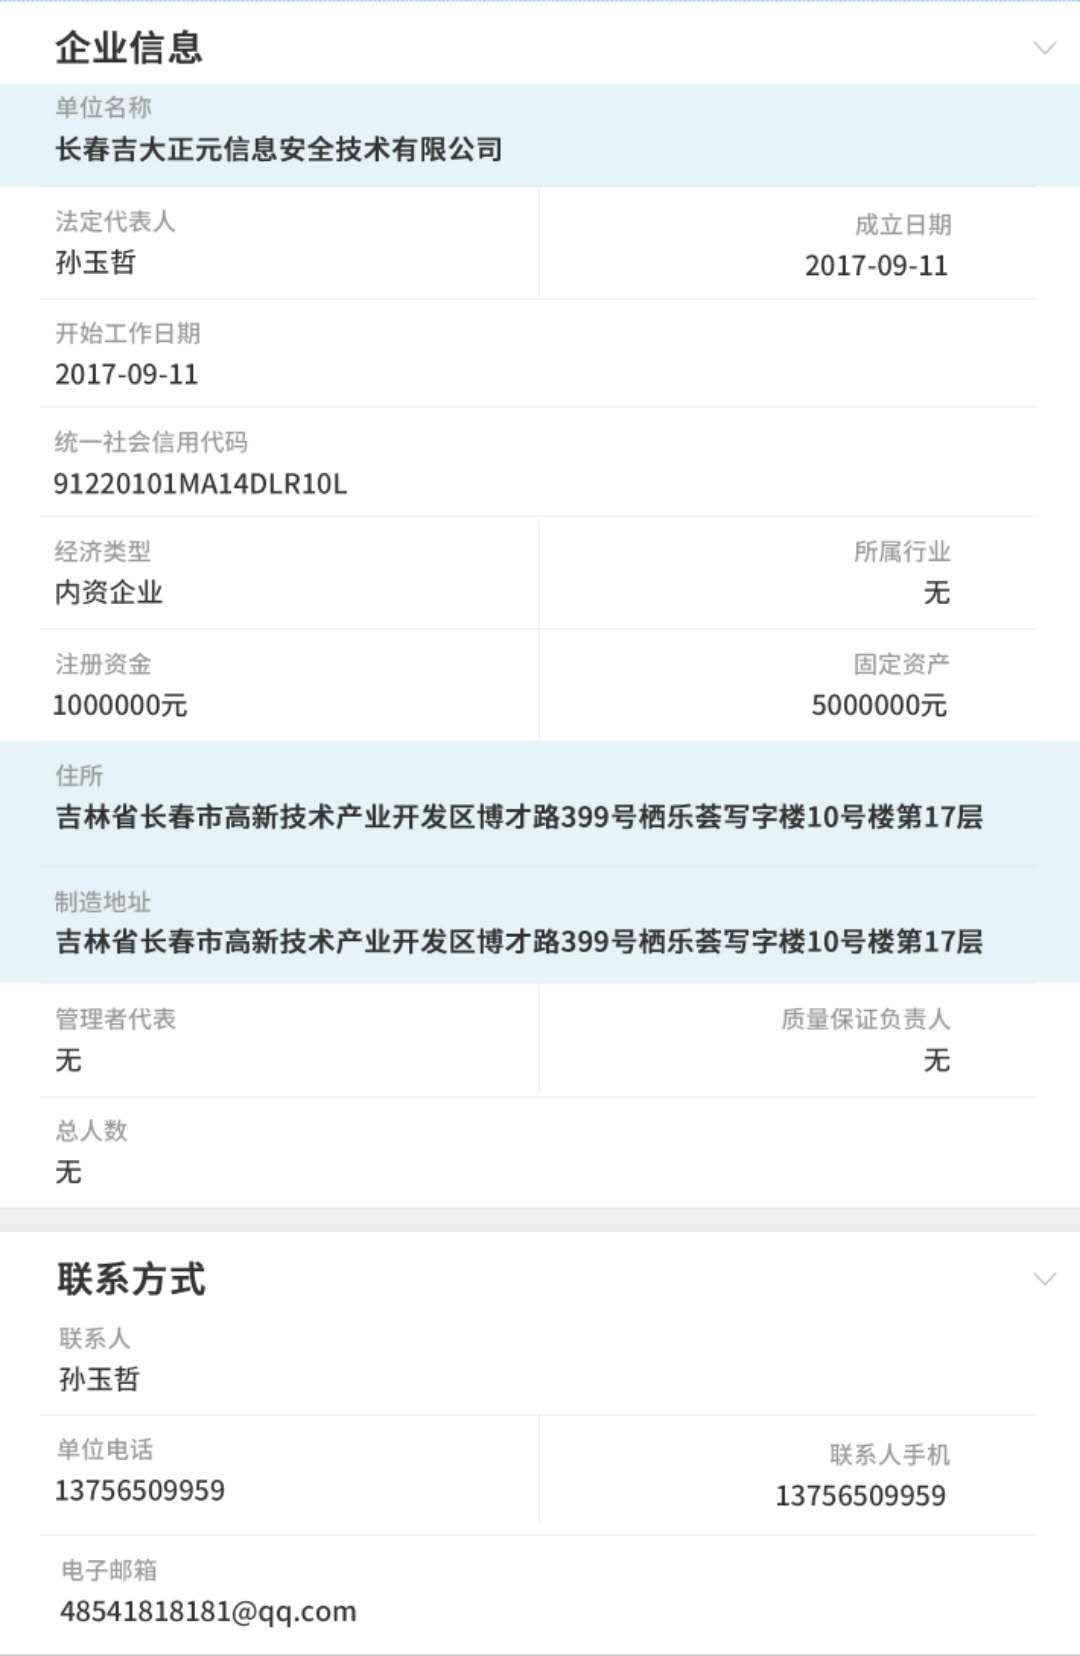 企业信息
单位名称
长春吉大正元信息安全技术有限公司
法定代表人
成立日期
孙玉哲
2017-09-11
开始工作日期
2017-09-11
统一社会信用代码
91220101MA14DLR10L
经济类型
所属行业
内资企业
无
注册资金
固定资产
1000000元
5000000元
住所
吉林省长春市高新技术产业开发区博才路399号栖乐荟写字楼10号楼第17层
制造地址
吉林省长春市高新技术产业开发区博才路399号栖乐荟写字楼10号楼第17层
管理者代表
质量保证负责人
无
无
总人数
无
联系方式
联系人
孙玉哲
单位电话
联系人手机
13756509959
13756509959
电子邮箱
48541818181@qq.com